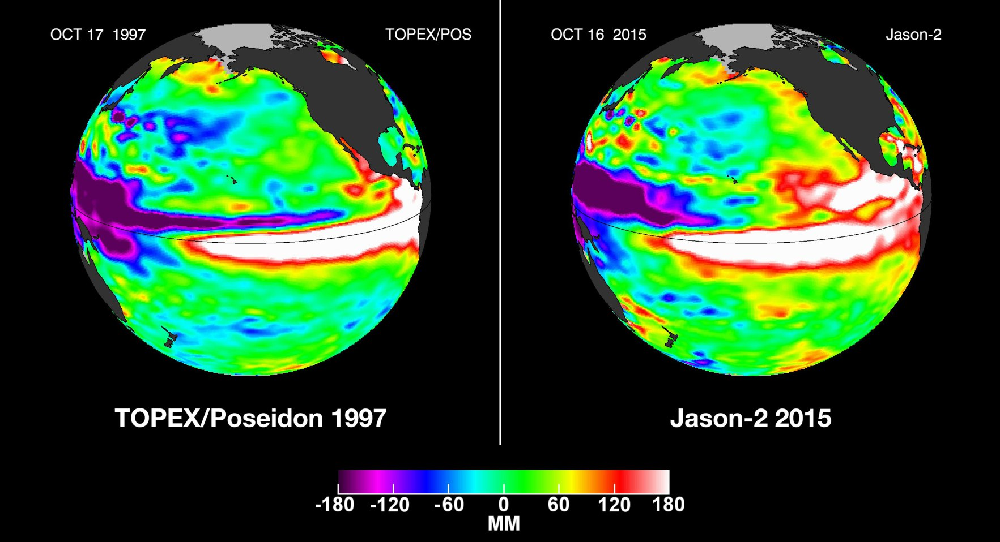 OCT 17 1997
TOPEX/POS
OCT 16 2015
Jason-2
TOPEX/Poseidon 1997
Jason-2 2015
-180 -120 -60 0 60 120 180
MM